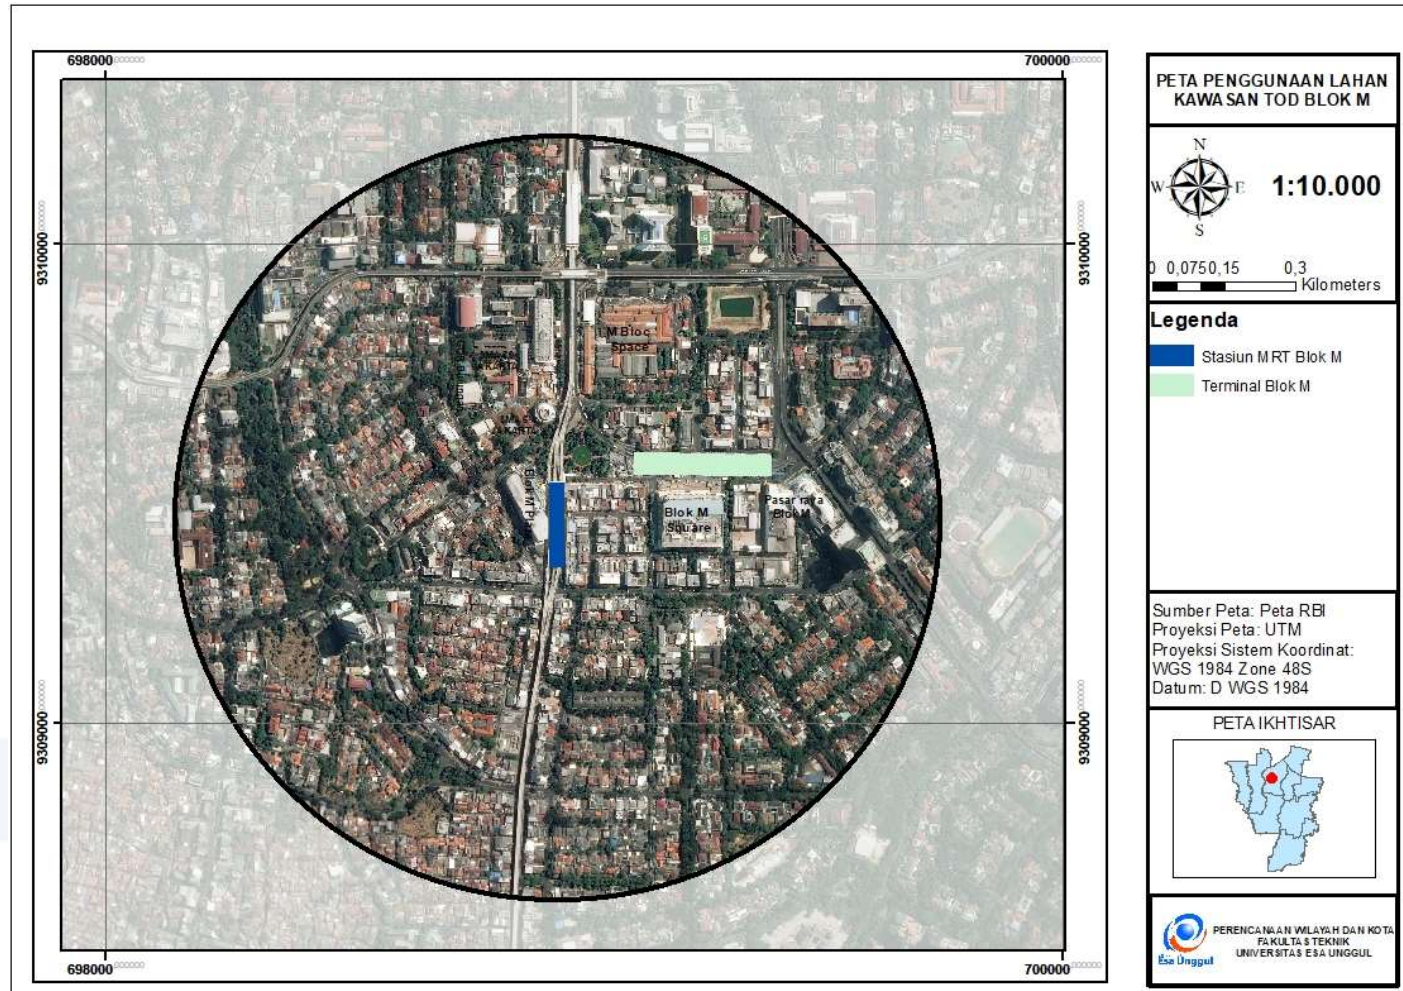 698000
700000
9310000
9310000
9309000
9309000
698000
700000
M Bloc
Space
Blok M
Square
Pasar raya
Blok M
PETA PENGGUNAAN LAHAN
KAWASAN TOD BLOK M
N
W E
S
1:10.000
0 0,075 0,15 0,3
Kilometers
Legenda
Stasiun MRT Blok M
Terminal Blok M
Sumber Peta: Peta RBI
Proyeksi Peta: UTM
Proyeksi Sistem Koordinat:
WGS 1984 Zone 48S
Datum: D WGS 1984
PETA IKHTISAR
Esa Unggul
PERENCANAAN WILAYAH DAN KOTA
FAKULTAS TEKNIK
UNIVERSITAS ESA UNGGUL